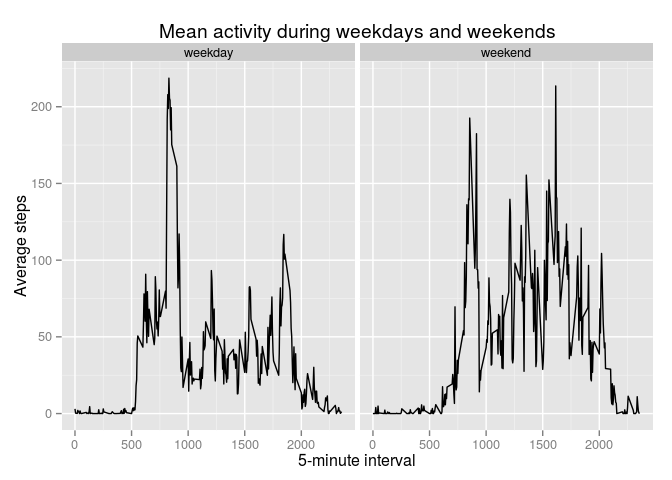 Mean activity during weekdays and weekends
weekday
weekend
Average steps
200
150
100
50
0
0 500 1000 1500 2000
0 500 1000 1500 2000
5-minute interval